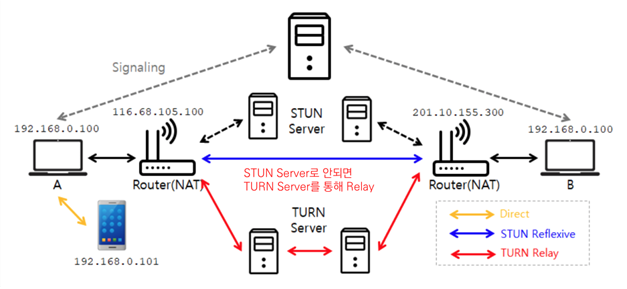 Signaling
116.68.105.100
STUN
Server
201.10.155.300
192.168.0.100
192.168.0.100
STUN Server로 안되면
TURN Server를 통해 Relay
A
Router(NAT)
Router(NAT)
B
TURN
Server
192.168.0.101
Direct
STUN Reflexive
TURN Relay